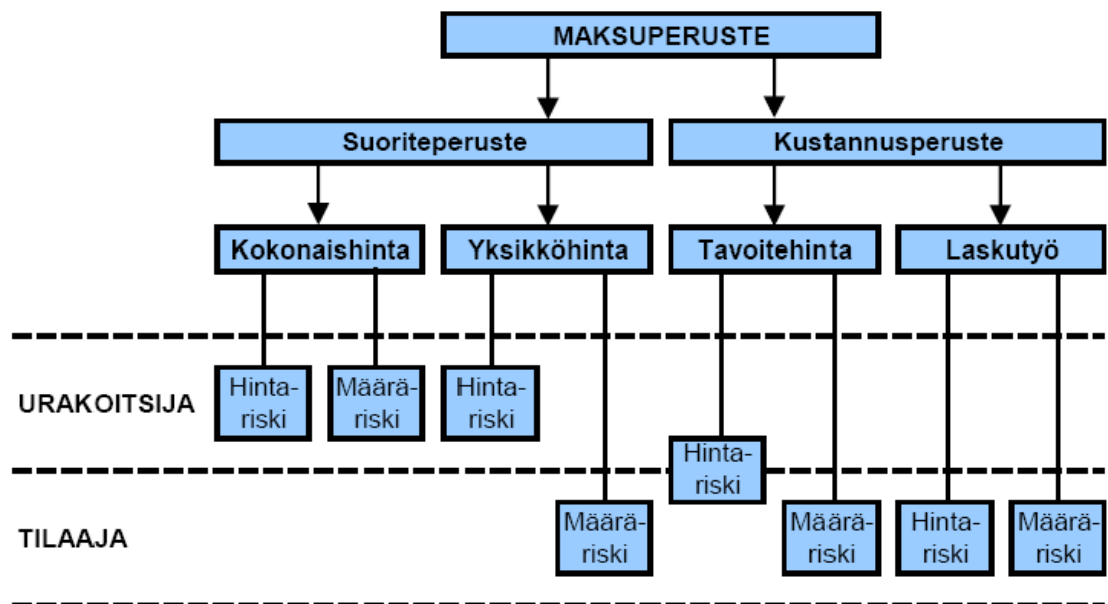 MAKSUPERUSTE
Suoriteperuste
Kustannusperuste
Kokonaishinta
Yksikköhinta
Tavoitehinta
Laskutyö
URAKOITSIJA
Hinta-
riski
Määrä-
riski
Hinta-
riski
Hinta-
riski
TILAAJA
Määrä-
riski
Määrä-
riski
Hinta-
riski
Määrä-
riski